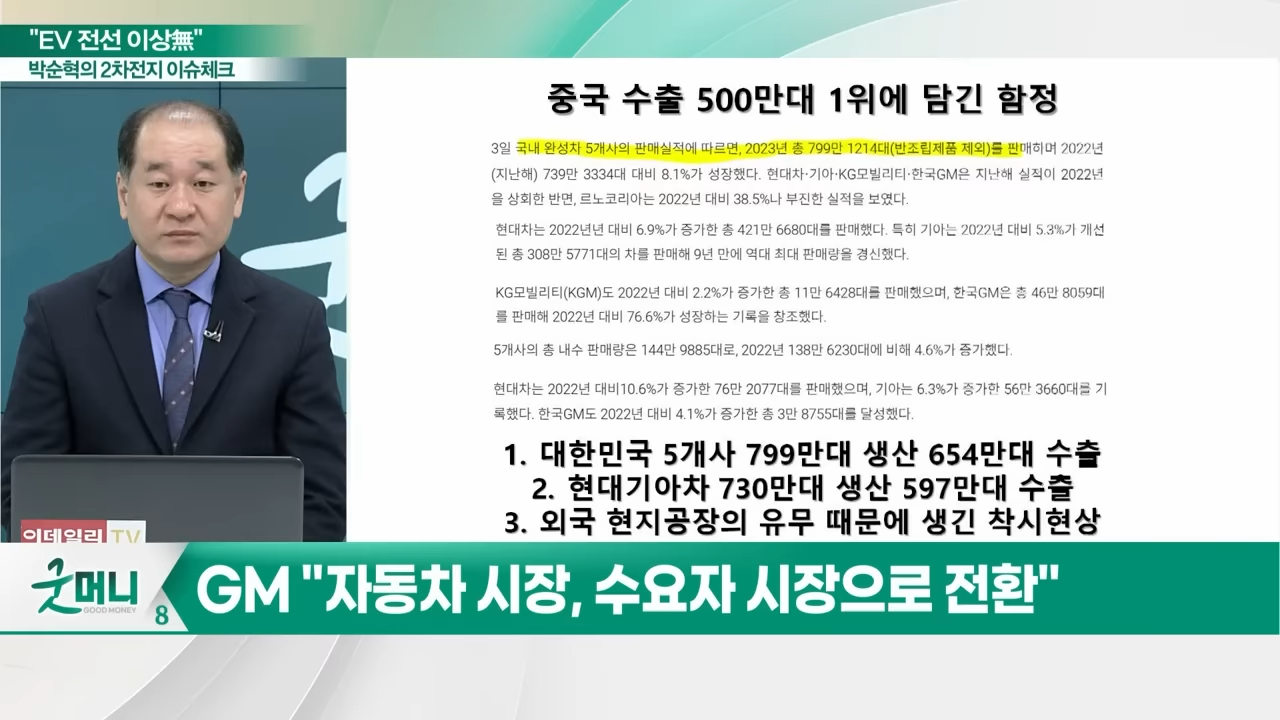 "EV 전선 이상無"
박순혁의 2차전지 이슈체크
중국 수출 500만대 1위에 담긴 함정
3일 국내 완성차 5개사의 판매실적에 따르면, 2023년 총 799만 1214대(반조립제품 제외)를 판매하며 2022년
(지난해) 739만 3334대 대비 8.1%가 성장했다. 현대차·기아·KG모빌리티·한국GM은 지난해 실적이 2022년
을 상회한 반면, 르노코리아는 2022년 대비 38.5%나 부진한 실적을 보였다.
현대차는 2022년년 대비 6.9%가 증가한 총 421만 6680대를 판매했다. 특히 기아는 2022년 대비 5.3%가 개선
된 총 308만 5771대의 차를 판매해 9년 만에 역대 최대 판매량을 경신했다.
KG모빌리티(KGM)도 2022년 대비 2.2%가 증가한 총 11만 6428대를 판매했으며, 한국GM은 총 46만 8059대
를 판매해 2022년 대비 76.6%가 성장하는 기록을 창조했다.
5개사의 총 내수 판매량은 144만 9885대로, 2022년 138만 6230대에 비해 4.6%가 증가했다.
현대차는 2022년 대비10.6%가 증가한 76만 2077대를 판매했으며, 기아는 6.3%가 증가한 56만 3660대를 기
록했다. 한국GM도 2022년 대비 4.1%가 증가한 총 3만 8755대를 달성했다.
1. 대한민국 5개사 799만대 생산 654만대 수출
2. 현대기아차 730만대 생산 597만대 수출
3. 외국 현지공장의 유무 때문에 생긴 착시현상
이데일리 TV
굿머니
GOOD MONEY
8
GM "자동차 시장, 수요자 시장으로 전환"